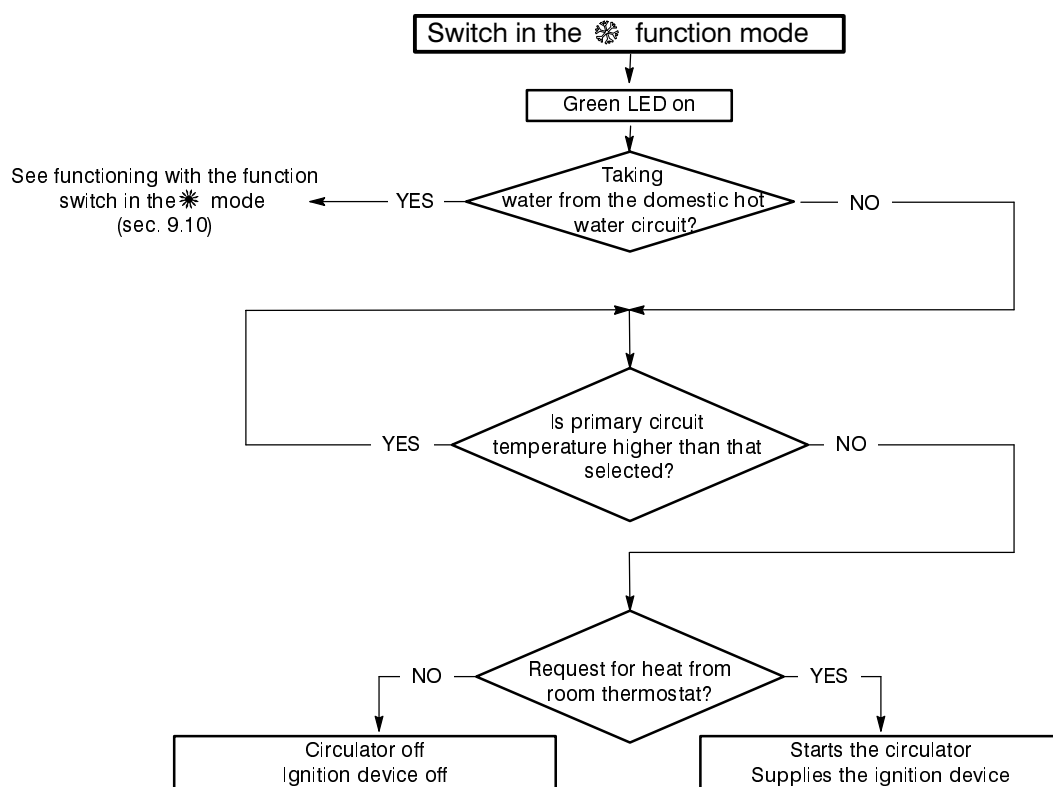 Switch in the ❄ function mode
Green LED on
Taking
water from the domestic hot
water circuit?
YES
NO
See functioning with the function
switch in the ☀ mode
(sec. 9.10)
Is primary circuit
temperature higher than that
selected?
YES
NO
Request for heat from
room thermostat?
NO
YES
Circulator off
Ignition device off
Starts the circulator
Supplies the ignition device